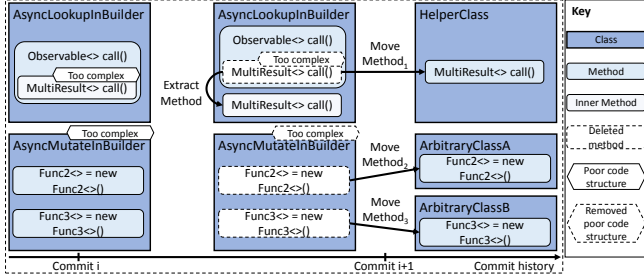 AsyncLookupInBuilder
Observable<> call()
Too complex
MultiResult<> call()
AsyncLookupInBuilder
Observable<> call()
Too complex
MultiResult<> call()
MultiResult<> call()
Extract
Method
Move
Method1
HelperClass
MultiResult<> call()
Too complex
AsyncMutateInBuilder
Func2<> = new
Func2<>()
Func3<> = new
Func3<>()
Too complex
AsyncMutateInBuilder
Func2<> = new
Func2<>()
Func3<> = new
Func3<>()
Move
Method2
Move
Method3
ArbitraryClassA
Func2<> = new
Func2<>()
ArbitraryClassB
Func3<> = new
Func3<>()
Commit i
Commit i+1
Commit history
Key
Class
Method
Inner Method
Deleted
method
Poor code
structure
Removed
poor code
structure